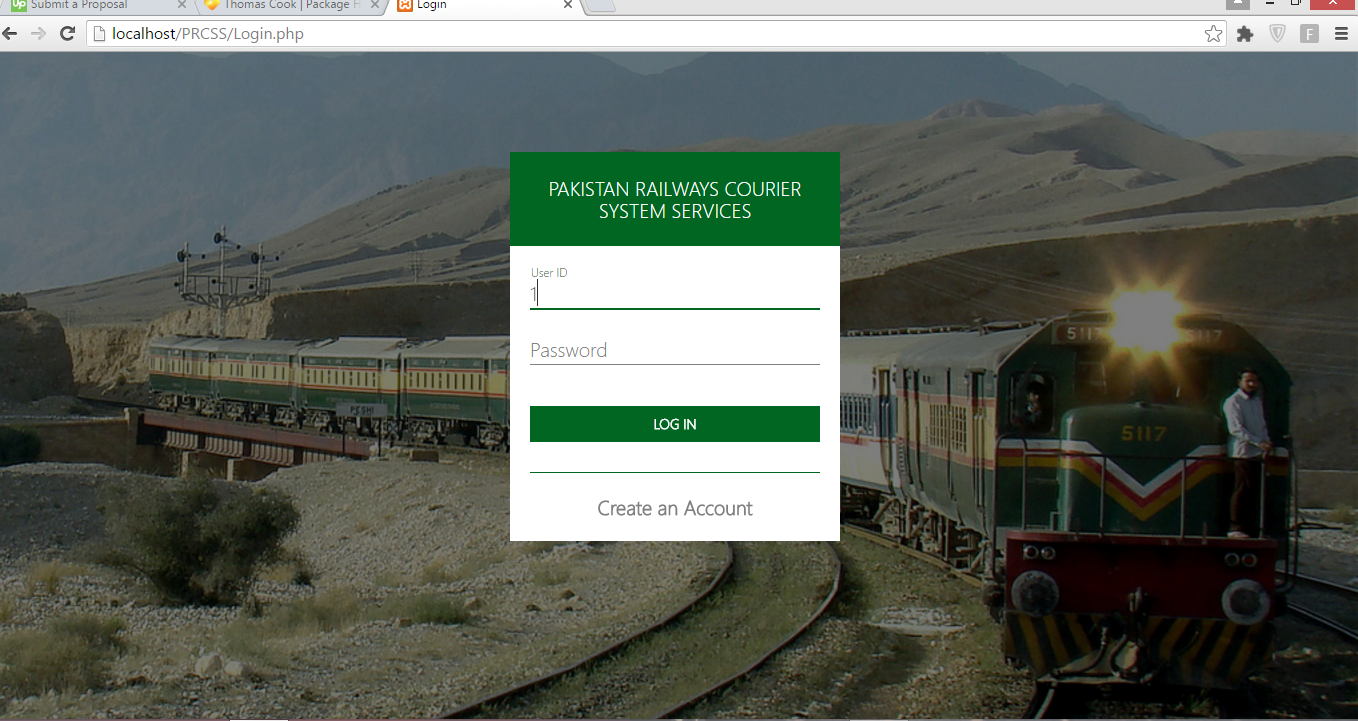 Up Submit a Proposal
Thomas Cook | Package H
Login
localhost/PRCSS/Login.php
F
PAKISTAN RAILWAYS COURIER
SYSTEM SERVICES
User ID
1
Password
LOG IN
Create an Account
5117
5117
5117